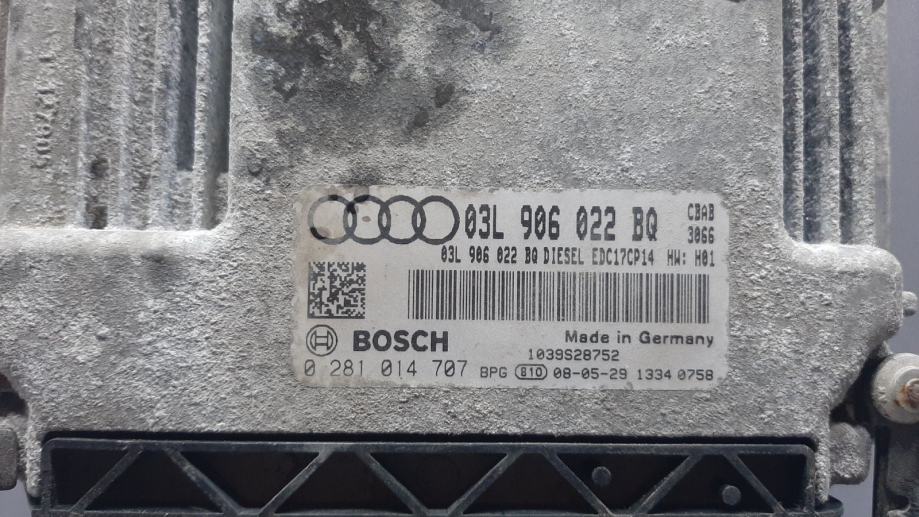 03L 906 022 BQ CBAB
3066
03L 906 022 BQ DIESEL EDC17CP14 HW: H01
BOSCH Made in Germany
1039S28752
0 281 014 707 BPG 810 08-05-29 1334 0758